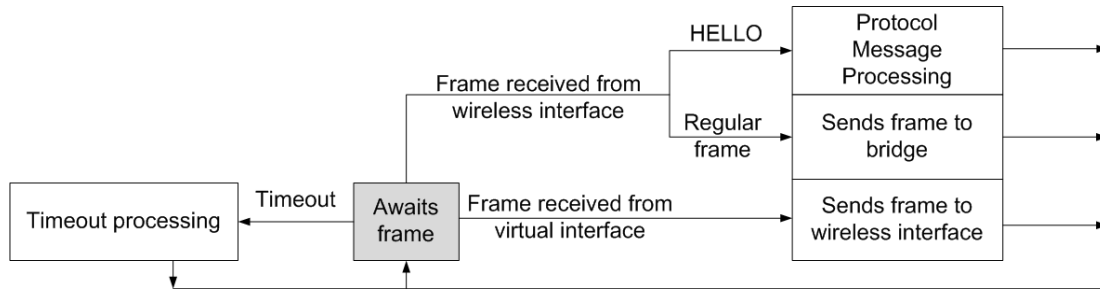 HELLO
Protocol
Message
Processing
Frame received from
wireless interface
Regular
frame
Sends frame to
bridge
Timeout processing
Timeout
Awaits
frame
Frame received from
virtual interface
Sends frame to
wireless interface